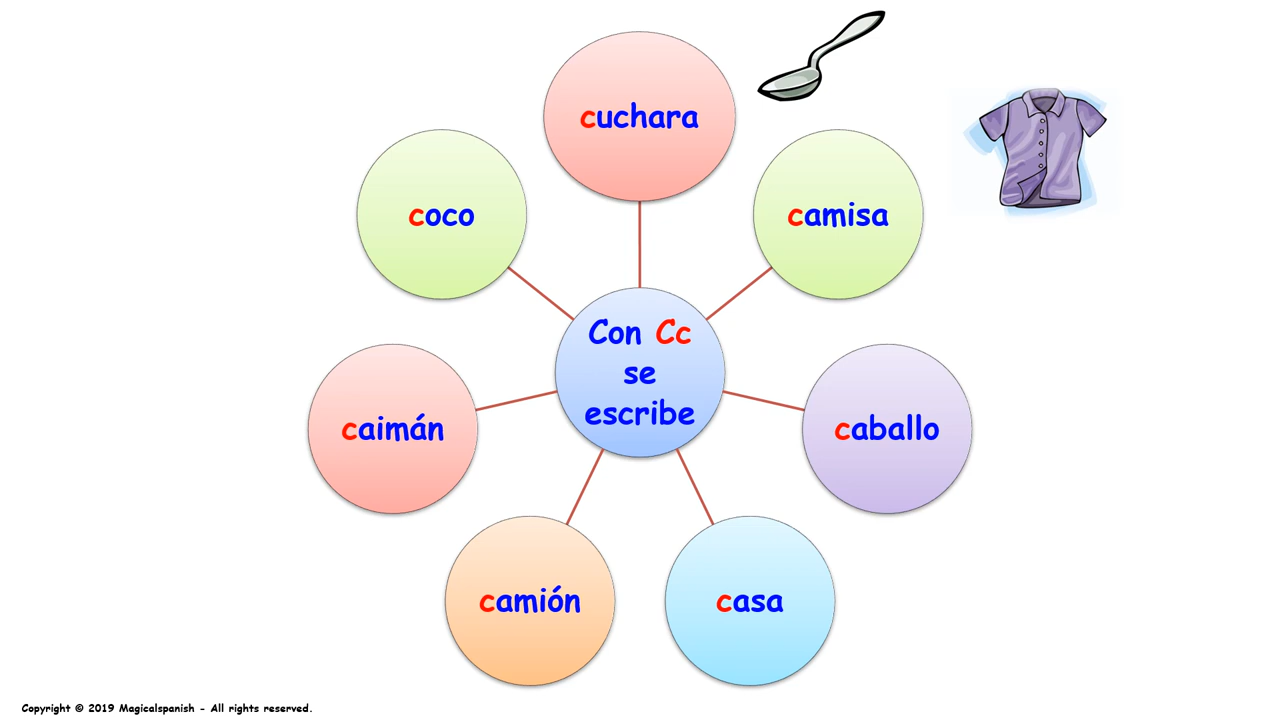 cuchara
coco
camisa
Con Cc
se
escribe
caimán
caballo
camión
casa
Copyright © 2019 Magicalspanish - All rights reserved.